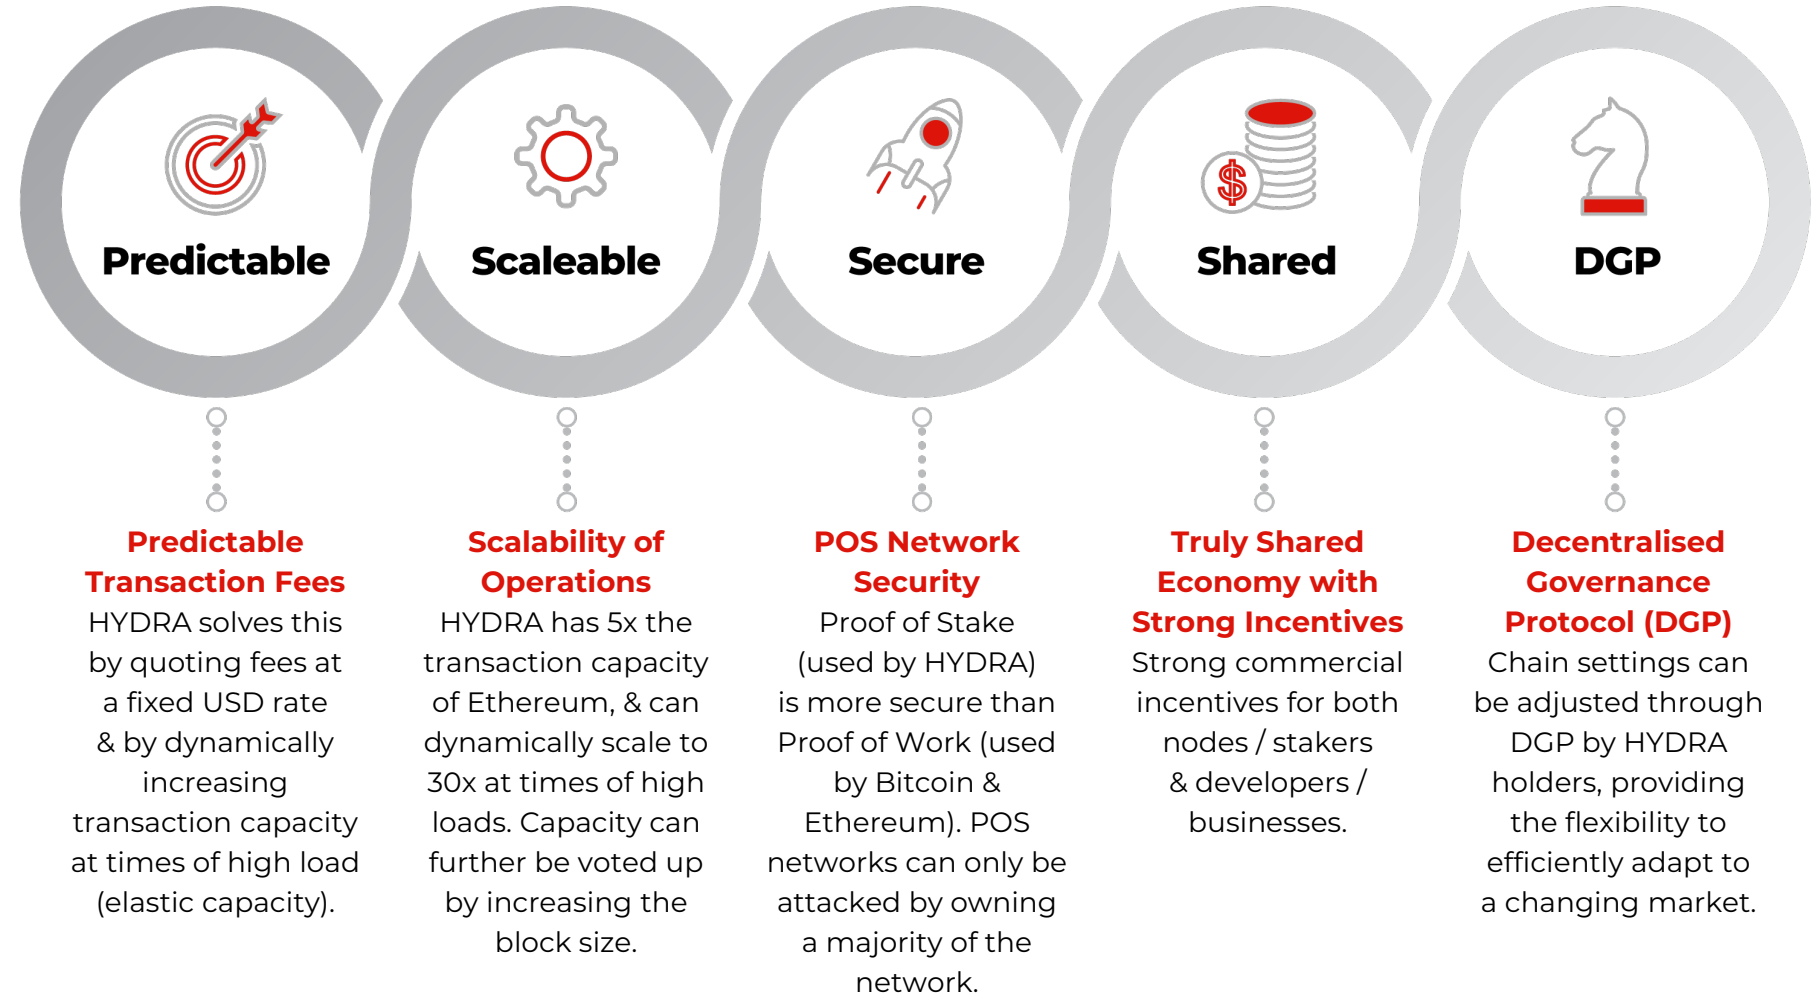 Predictable
Scaleable
Secure
Shared
DGP
Predictable
Transaction Fees
HYDRA solves this
by quoting fees at
a fixed USD rate
& by dynamically
increasing
transaction capacity
at times of high load
(elastic capacity).
Scalability of
Operations
HYDRA has 5x the
transaction capacity
of Ethereum, & can
dynamically scale to
30x at times of high
loads. Capacity can
further be voted up
by increasing the
block size.
POS Network
Security
Proof of Stake
(used by HYDRA)
is more secure than
Proof of Work (used
by Bitcoin &
Ethereum). POS
networks can only be
attacked by owning
a majority of the
network.
Truly Shared
Economy with
Strong Incentives
Strong commercial
incentives for both
nodes / stakers
& developers /
businesses.
Decentralised
Governance
Protocol (DGP)
Chain settings can
be adjusted through
DGP by HYDRA
holders, providing
the flexibility to
efficiently adapt to
a changing market.